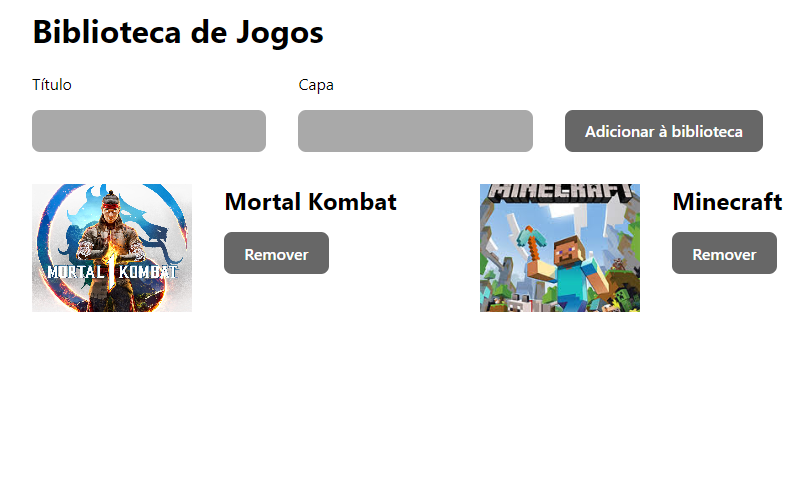 Biblioteca de Jogos
Título
Capa
Adicionar à biblioteca
MORTAL KOMBAT
Mortal Kombat
Remover
MINECRAFT
Minecraft
Remover